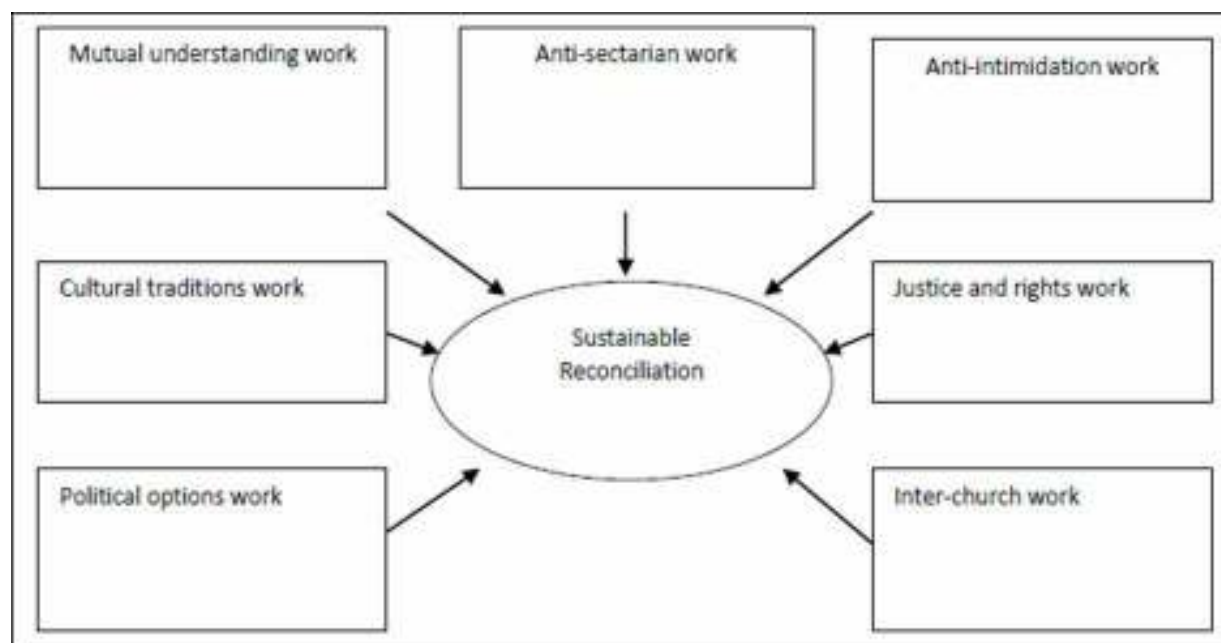 Mutual understanding work
Anti-sectarian work
Anti-intimidation work
Cultural traditions work
Sustainable
Reconciliation
Justice and rights work
Political options work
Inter-church work